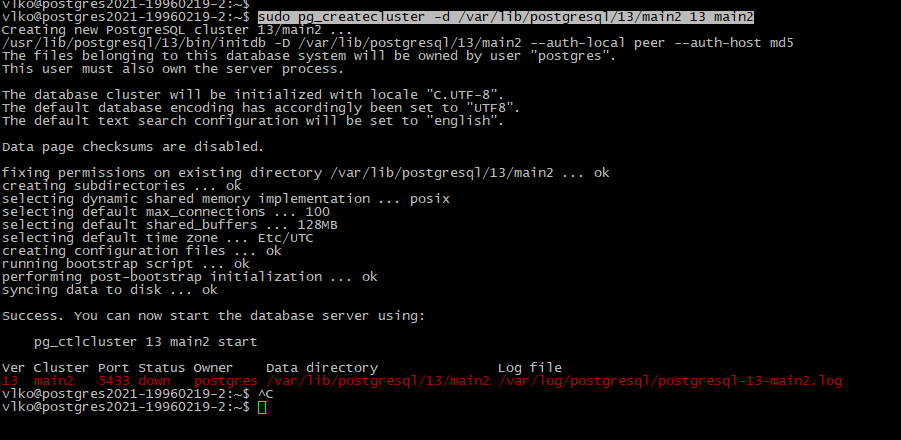 vlko@postgres2021-19960219-2:~$
vlko@postgres2021-19960219-2:~$ sudo pg_createcluster -d /var/lib/postgresql/13/main2 13 main2
Creating new PostgreSQL cluster 13/main2 ...
/usr/lib/postgresql/13/bin/initdb -D /var/lib/postgresql/13/main2 --auth-local peer --auth-host md5
The files belonging to this database system will be owned by user "postgres".
This user must also own the server process.
The database cluster will be initialized with locale "C.UTF-8".
The default database encoding has accordingly been set to "UTF8".
The default text search configuration will be set to "english".
Data page checksums are disabled.
fixing permissions on existing directory /var/lib/postgresql/13/main2 ... ok
creating subdirectories ... ok
selecting dynamic shared memory implementation ... posix
selecting default max_connections ... 100
selecting default shared_buffers ... 128MB
selecting default time zone ... Etc/UTC
creating configuration files ... ok
running bootstrap script ... ok
performing post-bootstrap initialization ... ok
syncing data to disk ... ok
Success. You can now start the database server using:
pg_ctlcluster 13 main2 start
Ver Cluster Port Status Owner    Data directory               Log file
13  main2   5433 down   postgres /var/lib/postgresql/13/main2 /var/log/postgresql/postgresql-13-main2.log
vlko@postgres2021-19960219-2:~$ ^C
vlko@postgres2021-19960219-2:~$